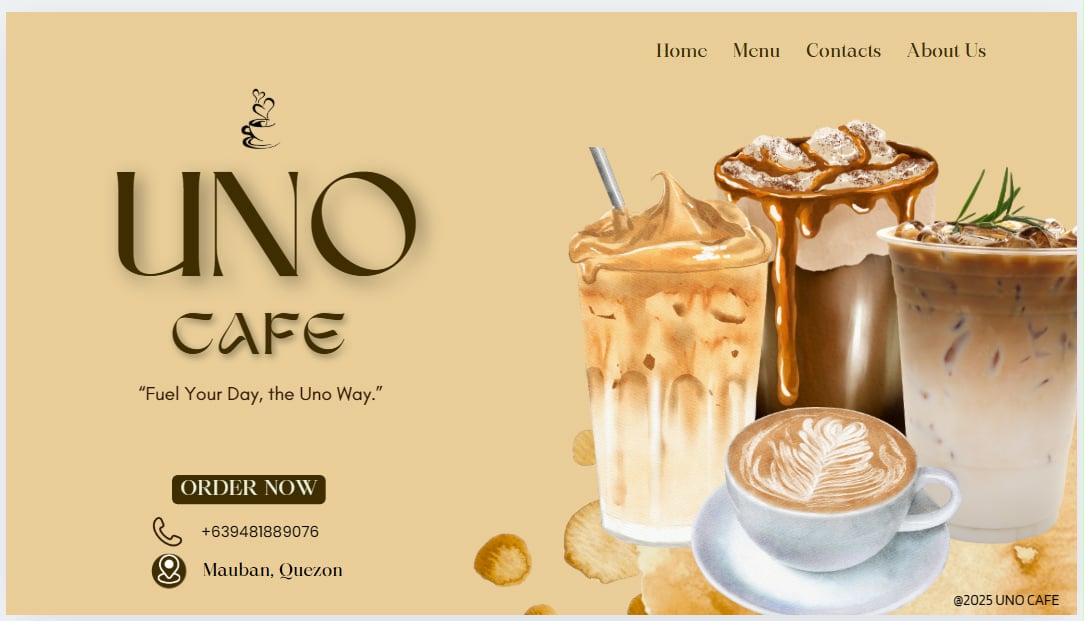 Home Menu Contacts About Us
UNO
CAFE
“Fuel Your Day, the Uno Way.”
ORDER NOW
+639481889076
Mauban, Quezon
@2025 UNO CAFE